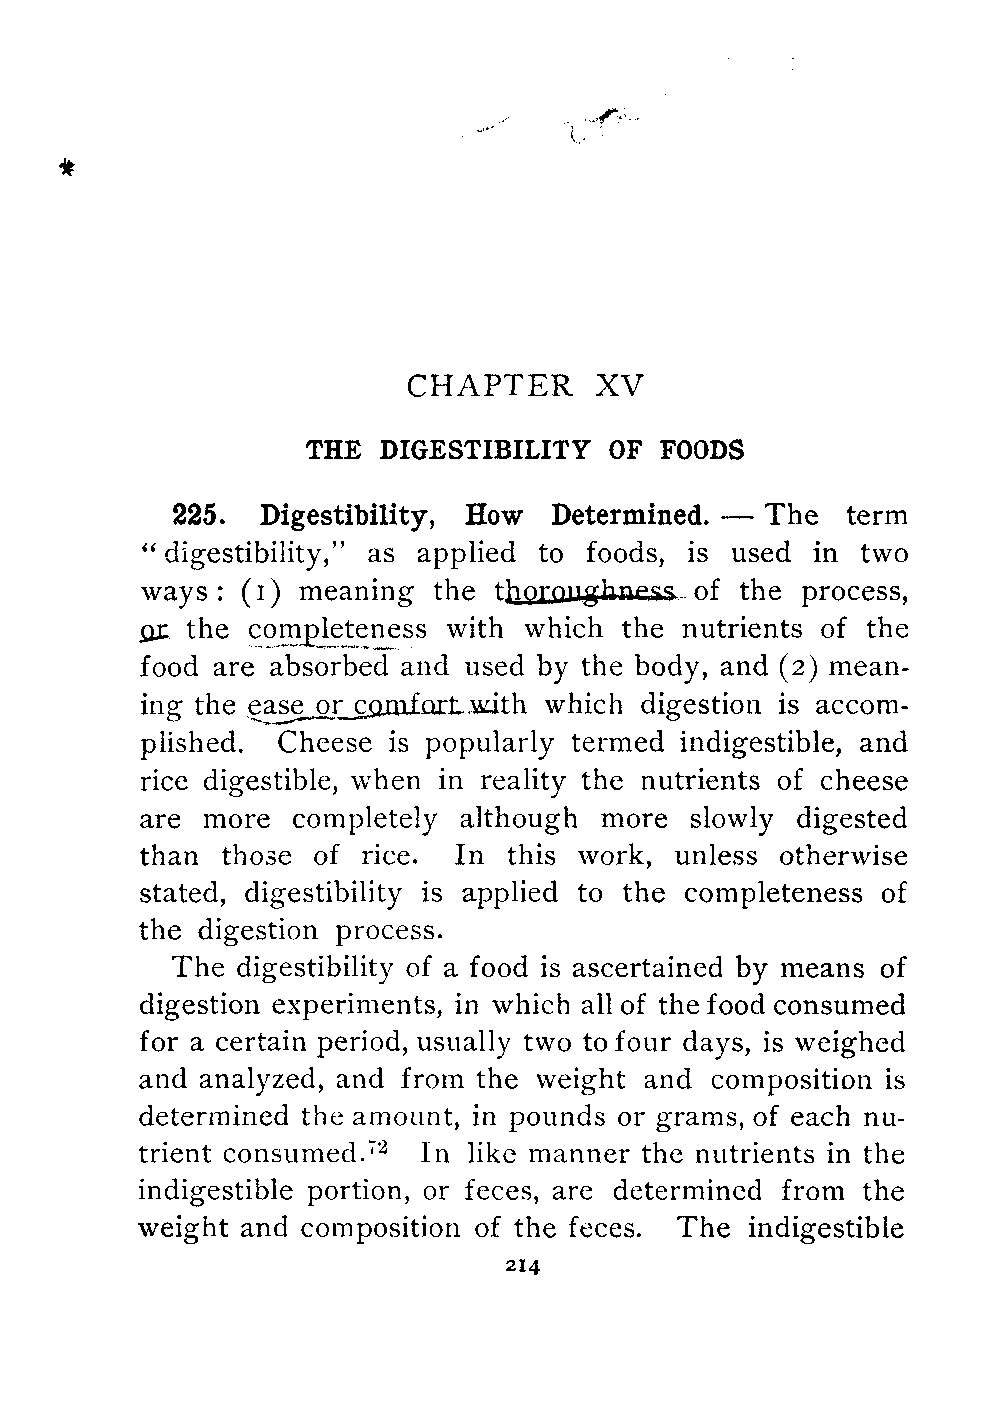 CHAPTER XV
THE DIGESTIBILITY OF FOODS
225. Digestibility, How Determined. — The term
“digestibility,” as applied to foods, is used in two
ways: (1) meaning the thoroughness of the process,
or the completeness with which the nutrients of the
food are absorbed and used by the body, and (2) mean-
ing the ease or comfort with which digestion is accom-
plished. Cheese is popularly termed indigestible, and
rice digestible, when in reality the nutrients of cheese
are more completely although more slowly digested
than those of rice. In this work, unless otherwise
stated, digestibility is applied to the completeness of
the digestion process.
The digestibility of a food is ascertained by means of
digestion experiments, in which all of the food consumed
for a certain period, usually two to four days, is weighed
and analyzed, and from the weight and composition is
determined the amount, in pounds or grams, of each nu-
trient consumed.72 In like manner the nutrients in the
indigestible portion, or feces, are determined from the
weight and composition of the feces. The indigestible
214